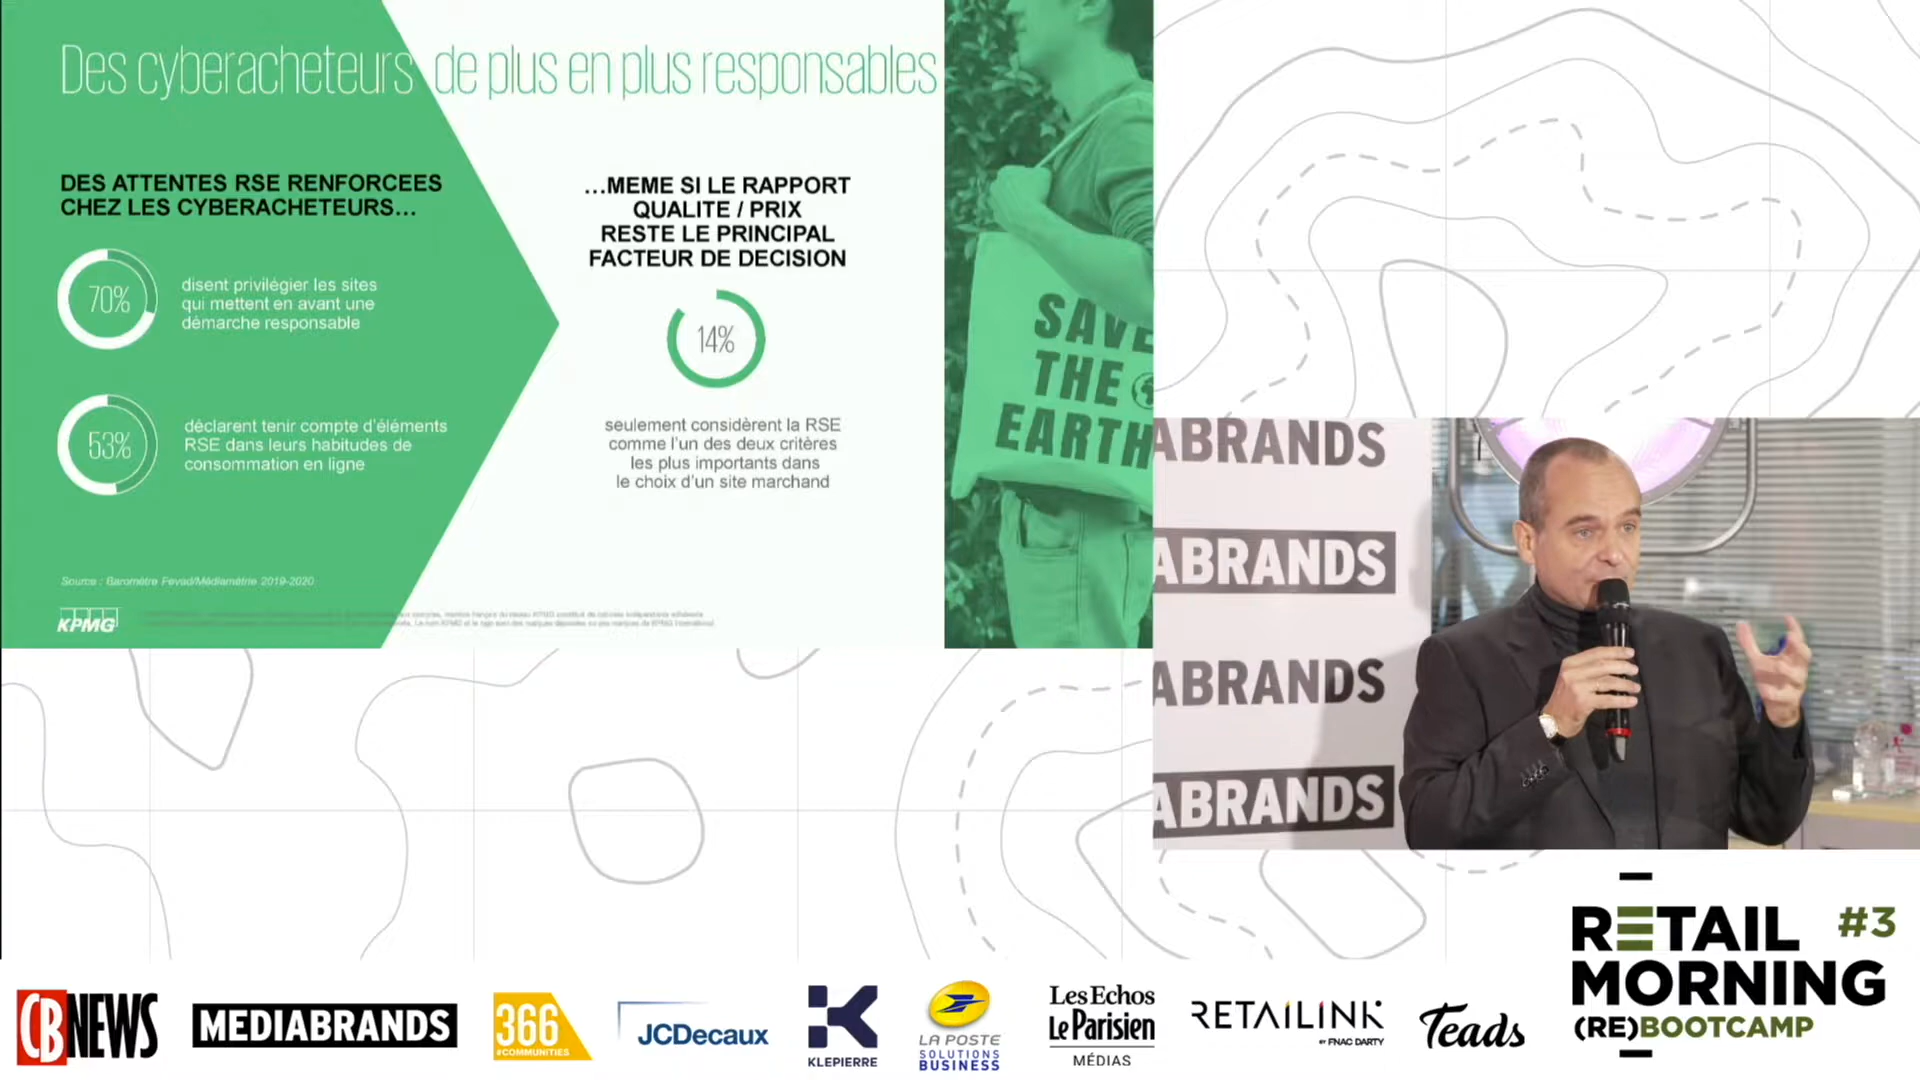 Des cyberacheteurs de plus en plus responsables
DES ATTENTES RSE RENFORCEES
CHEZ LES CYBERACHETEURS…
70%
disent privilégier les sites
qui mettent en avant une
démarche responsable
53%
déclarent tenir compte d'éléments
RSE dans leurs habitudes de
consommation en ligne
…MEME SI LE RAPPORT
QUALITE / PRIX
RESTE LE PRINCIPAL
FACTEUR DE DECISION
14%
seulement considèrent la RSE
comme l'un des deux critères
les plus importants dans
le choix d'un site marchand
Source : Baromètre Fevad/Médiamétrie 2019-2020
KPMG
SAVE
THE
EARTH
ABRANDS
ABRANDS
ABRANDS
ABRANDS
RETAIL #3
MORNING
(RE)BOOTCAMP
CBNEWS
MEDIABRANDS
366
#COMMUNITIES
JCDecaux
KLEPIERRE
LA POSTE
SOLUTIONS
BUSINESS
Les Echos
Le Parisien
MÉDIAS
RETAILINK
BY FNAC DARTY
Teads